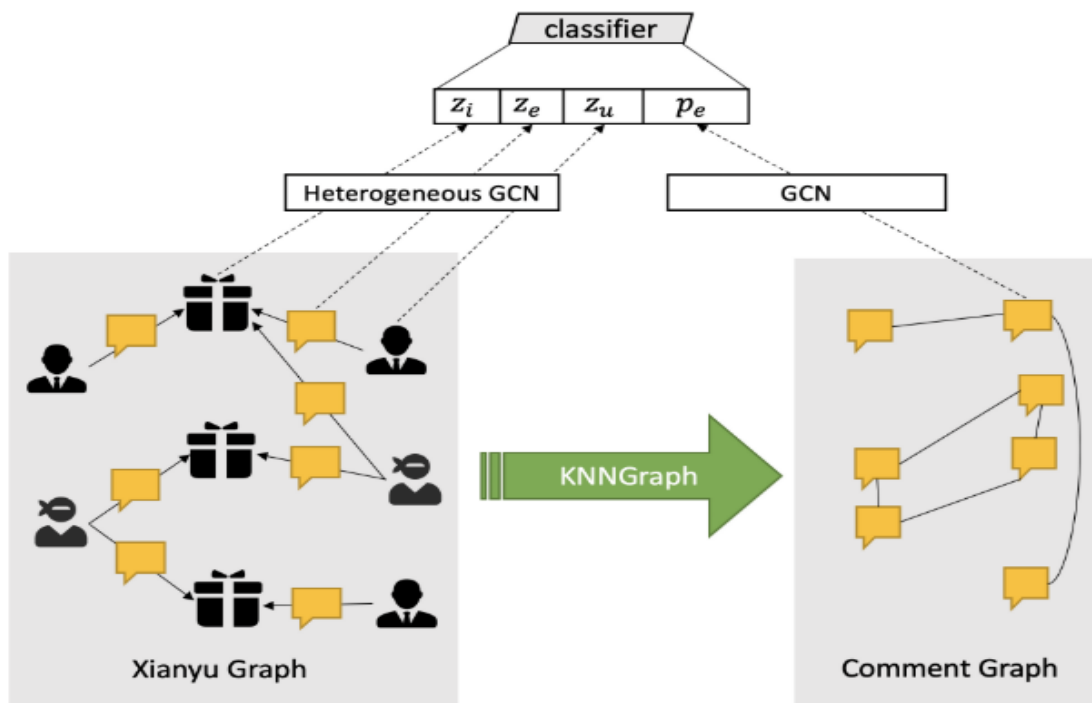 classifier
z_i z_e z_u p_e
Heterogeneous GCN
GCN
KNNGraph
Xianyu Graph
Comment Graph